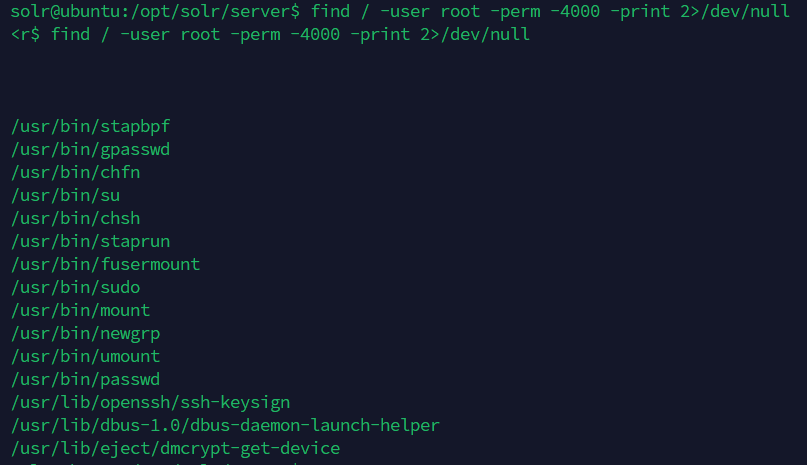 solr@ubuntu:/opt/solr/server$ find / -user root -perm -4000 -print 2>/dev/null
<r$ find / -user root -perm -4000 -print 2>/dev/null
/usr/bin/stapbpf
/usr/bin/gpasswd
/usr/bin/chfn
/usr/bin/su
/usr/bin/chsh
/usr/bin/staprun
/usr/bin/fusermount
/usr/bin/sudo
/usr/bin/mount
/usr/bin/newgrp
/usr/bin/umount
/usr/bin/passwd
/usr/lib/openssh/ssh-keysign
/usr/lib/dbus-1.0/dbus-daemon-launch-helper
/usr/lib/eject/dmcrypt-get-device